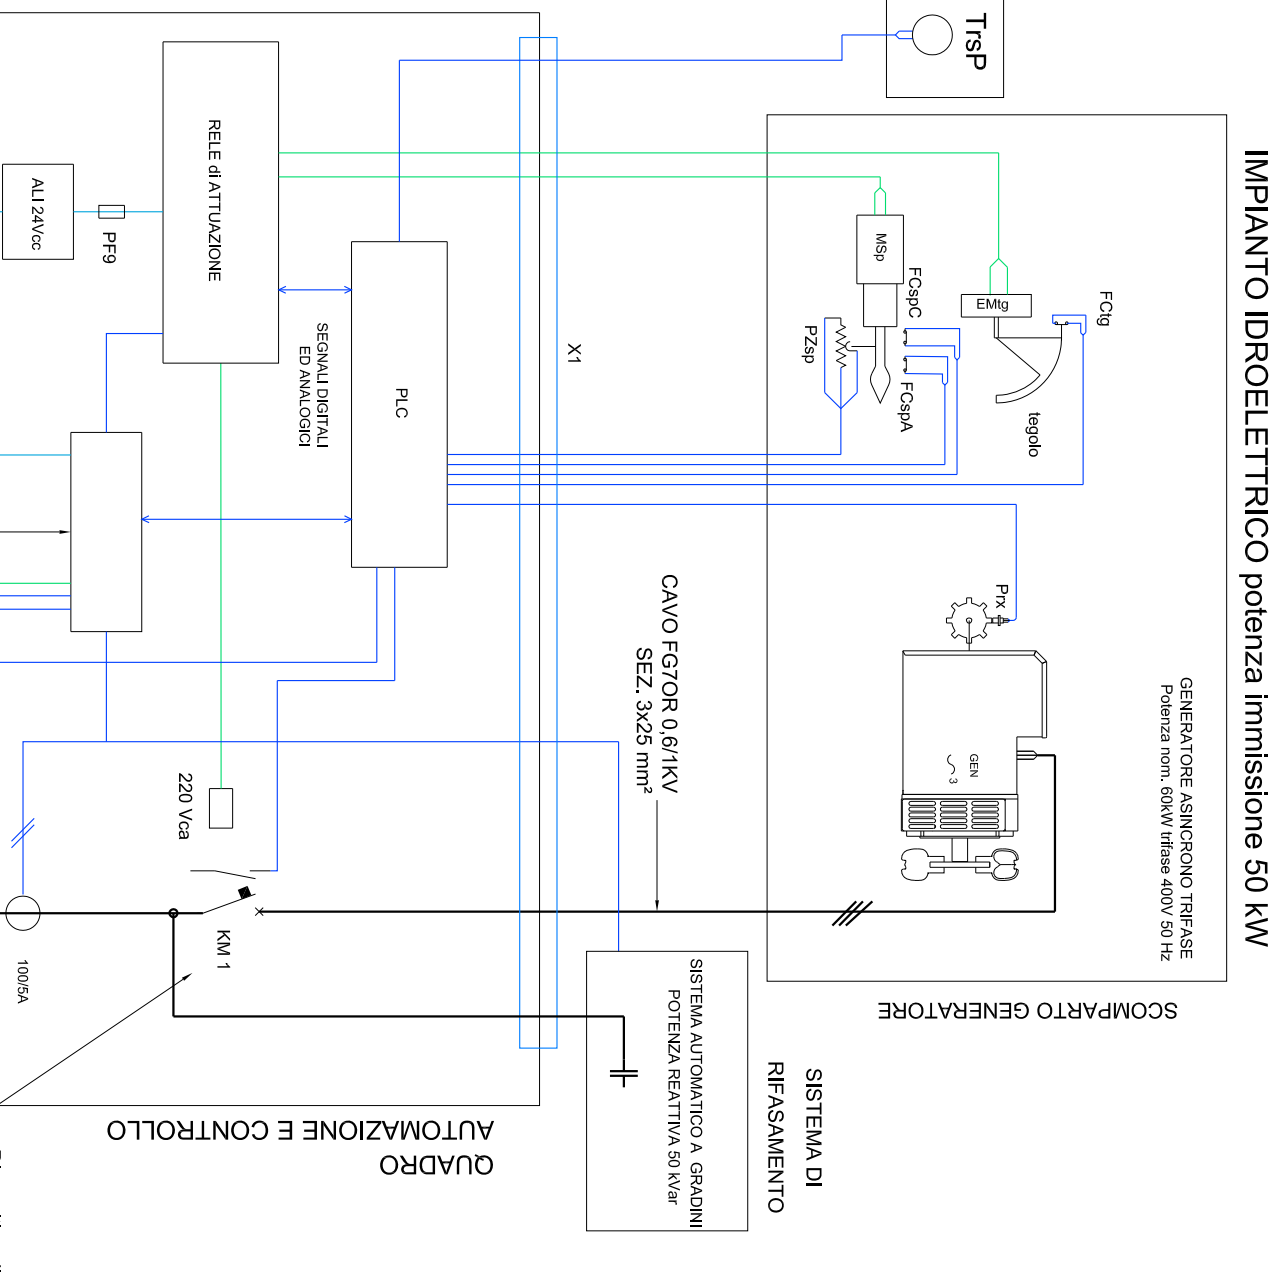 IMPIANTO IDROELETTRICO potenza immissione 50 kW
TrsP
GENERATORE ASINCRONO TRIFASE
Potenza nom. 60kW trifase 400V 50 Hz
SCOMPARTO GENERATORE
FCtg
EMtg
tegolo
MSp
FCspC
FCspA
PZsp
Prx
GEN
3
CAVO FG7OR 0,6/1KV
SEZ. 3x25 mm²
X1
SISTEMA DI
RIFASAMENTO
SISTEMA AUTOMATICO A GRADINI
POTENZA REATTIVA 50 kVar
QUADRO
AUTOMAZIONE E CONTROLLO
PLC
SEGNALI DIGITALI
ED ANALOGICI
RELE di ATTUAZIONE
PF9
ALI 24Vcc
220 Vca
KM 1
100/5A